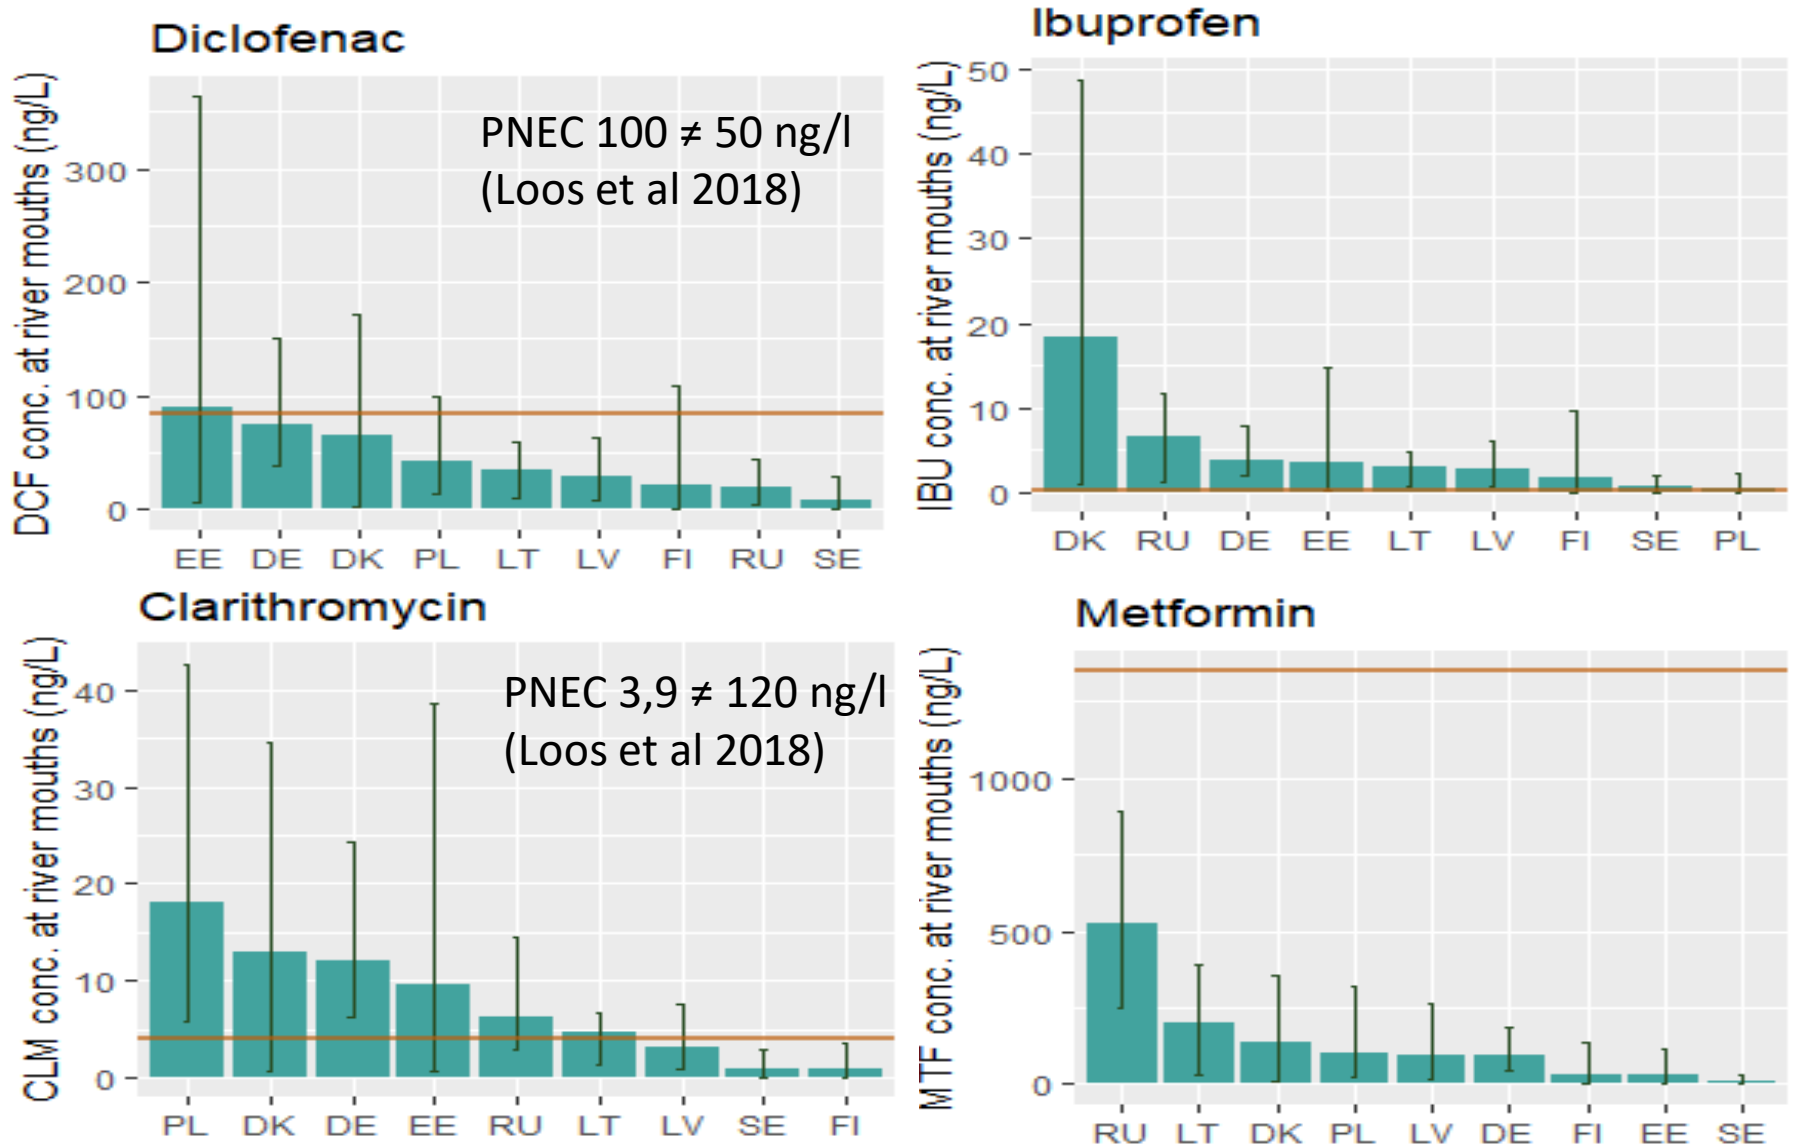 Diclofenac
DCF conc. at river mouths (ng/L)
300
200
100
0
PNEC 100 ≠ 50 ng/l
(Loos et al 2018)
EE DE DK PL LT LV FI RU SE
Ibuprofen
IBU conc. at river mouths (ng/L)
50
40
30
20
10
0
DK RU DE EE LT LV FI SE PL
Clarithromycin
CLM conc. at river mouths (ng/L)
40
30
20
10
0
PNEC 3,9 ≠ 120 ng/l
(Loos et al 2018)
PL DK DE EE RU LT LV SE FI
Metformin
MTF conc. at river mouths (ng/L)
1000
500
0
RU LT DK PL LV DE FI EE SE